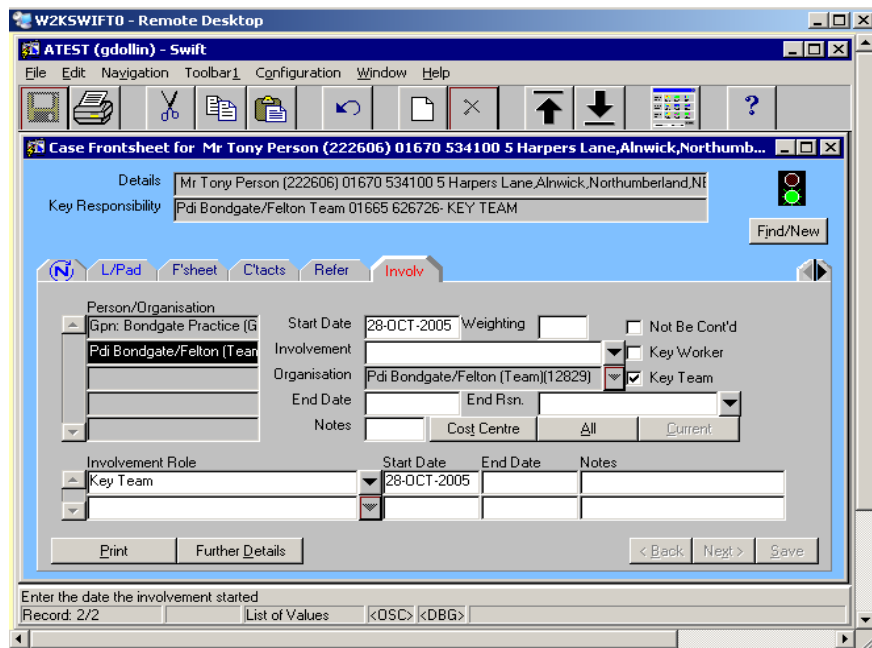 W2KSWIFT0 - Remote Desktop
ATEST (gdollin) - Swift
File Edit Navigation Toolbar1 Configuration Window Help
?
Case Frontsheet for Mr Tony Person (222606) 01670 534100 5 Harpers Lane,Alnwick,Northumb...
Details Mr Tony Person (222606) 01670 534100 5 Harpers Lane,Alnwick,Northumberland,NE
Key Responsibility Pdi Bondgate/Felton Team 01665 626726- KEY TEAM
Find/New
N L/Pad F'sheet C'tacts Refer Involv
Person/Organisation
Gpn: Bondgate Practice (G Start Date 28-OCT-2005 Weighting Not Be Cont'd
Pdi Bondgate/Felton (Team Involvement Key Worker
Organisation Pdi Bondgate/Felton (Team)(12829) Key Team
End Date End Rsn.
Notes Cost Centre All Current
Involvement Role Start Date End Date Notes
Key Team 28-OCT-2005
Print Further Details < Back Next > Save
Enter the date the involvement started
Record: 2/2 List of Values <OSC> <DBG>